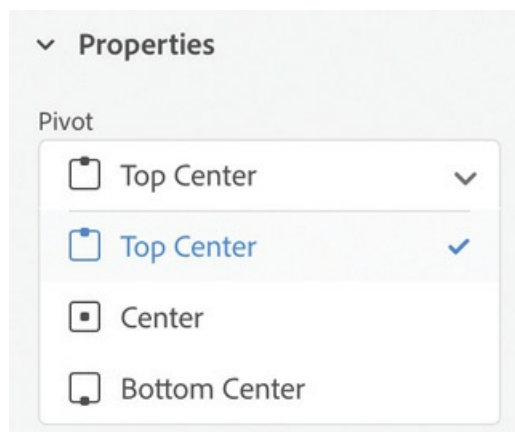 Properties
Pivot
Top Center
Top Center
Center
Bottom Center